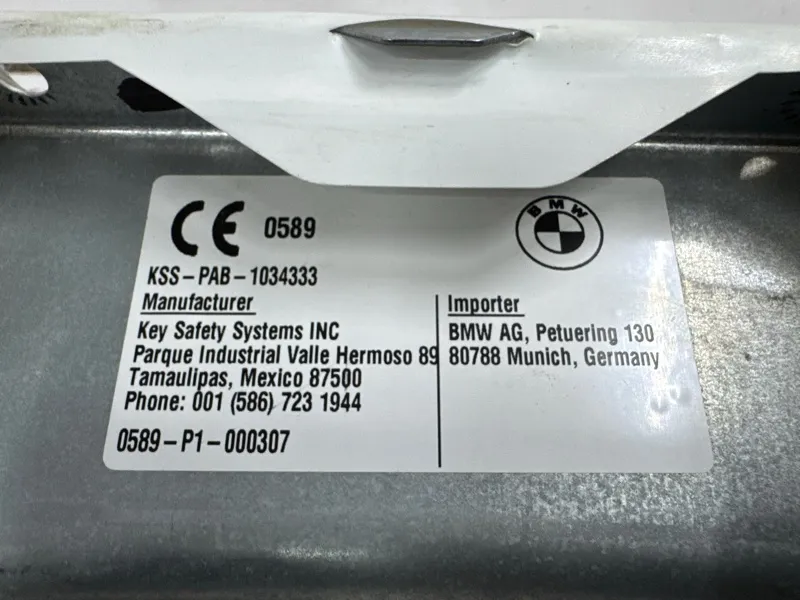 CE 0589
BMW
KSS-PAB-1034333
Manufacturer
Key Safety Systems INC
Parque Industrial Valle Hermoso 89
Tamaulipas, Mexico 87500
Phone: 001 (586) 723 1944
0589-P1-000307
Importer
BMW AG, Petuering 130
80788 Munich, Germany